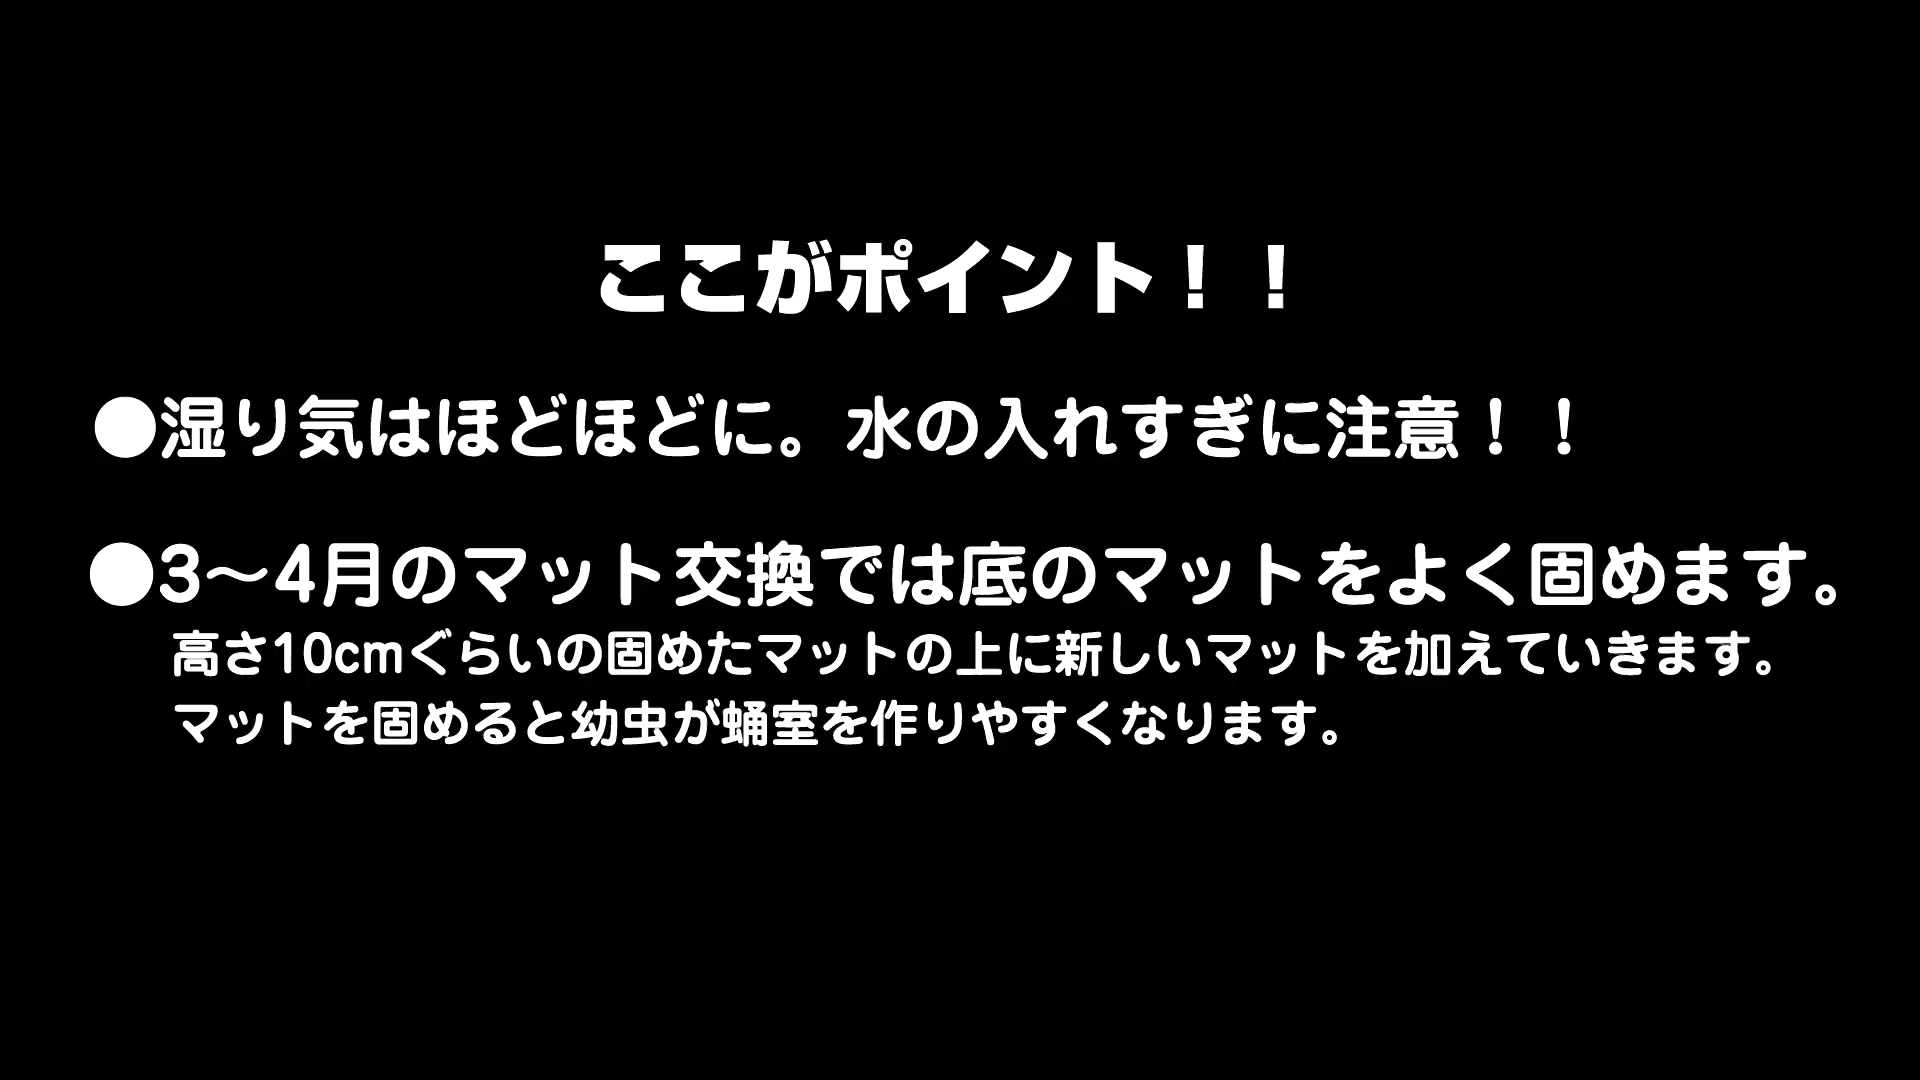 ここがポイント！！
●湿り気はほどほどに。水の入れすぎに注意！！
●3〜4月のマット交換では底のマットをよく固めます。
高さ10cmぐらいの固めたマットの上に新しいマットを加えていきます。
マットを固めると幼虫が蛹室を作りやすくなります。